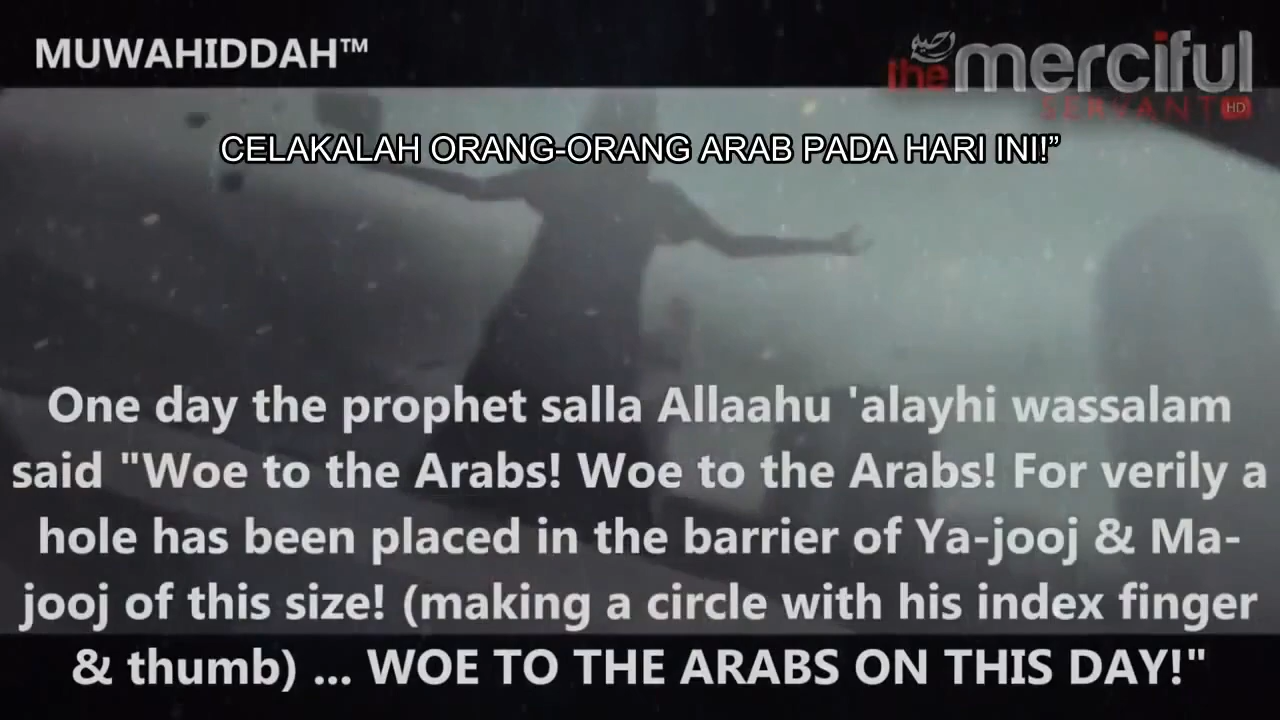 MUWAHIDDAH™
the merciful
SERVANT HD
CELAKALAH ORANG-ORANG ARAB PADA HARI INI!”
One day the prophet salla Allaahu 'alayhi wassalam
said "Woe to the Arabs! Woe to the Arabs! For verily a
hole has been placed in the barrier of Ya-jooj & Ma-
jooj of this size! (making a circle with his index finger
& thumb) ... WOE TO THE ARABS ON THIS DAY!"